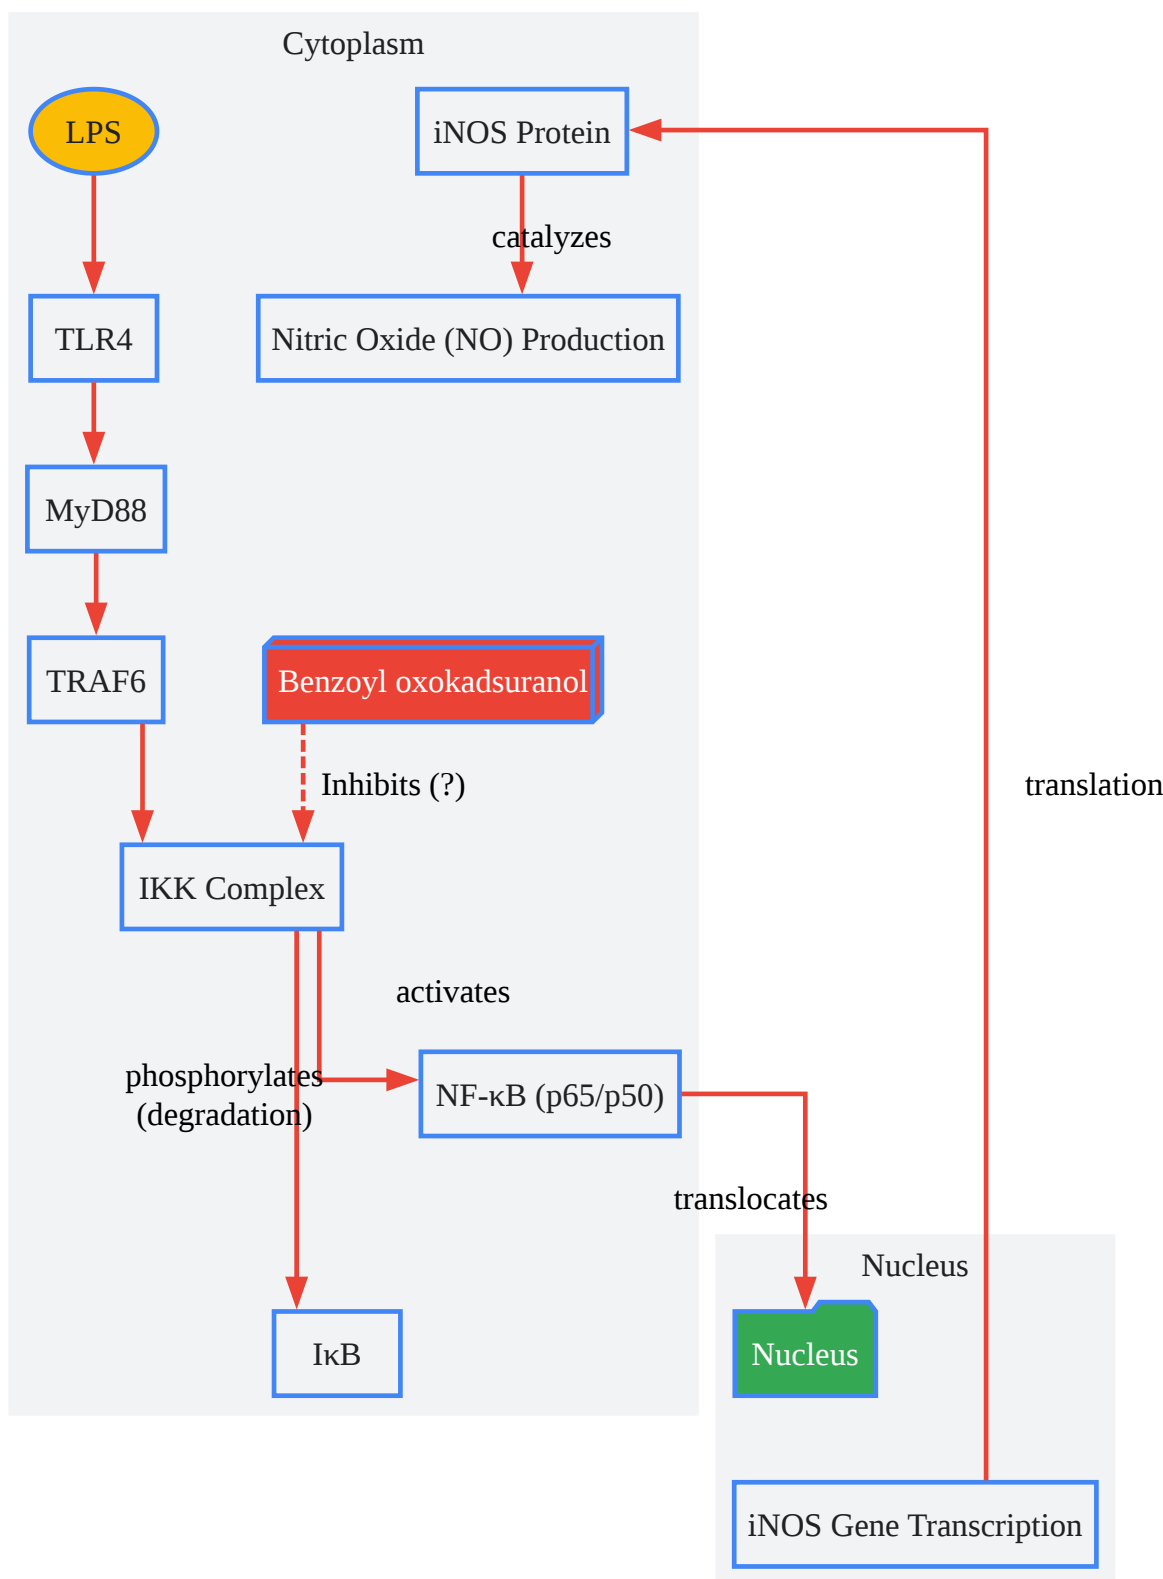 Cytoplasm
LPS
iNOS Protein
catalyzes
TLR4
Nitric Oxide (NO) Production
MyD88
TRAF6
Benzoyl oxokadsuranol
Inhibits (?)
translation
IKK Complex
activates
phosphorylates
(degradation)
NF-κB (p65/p50)
translocates
Nucleus
IκB
Nucleus
iNOS Gene Transcription